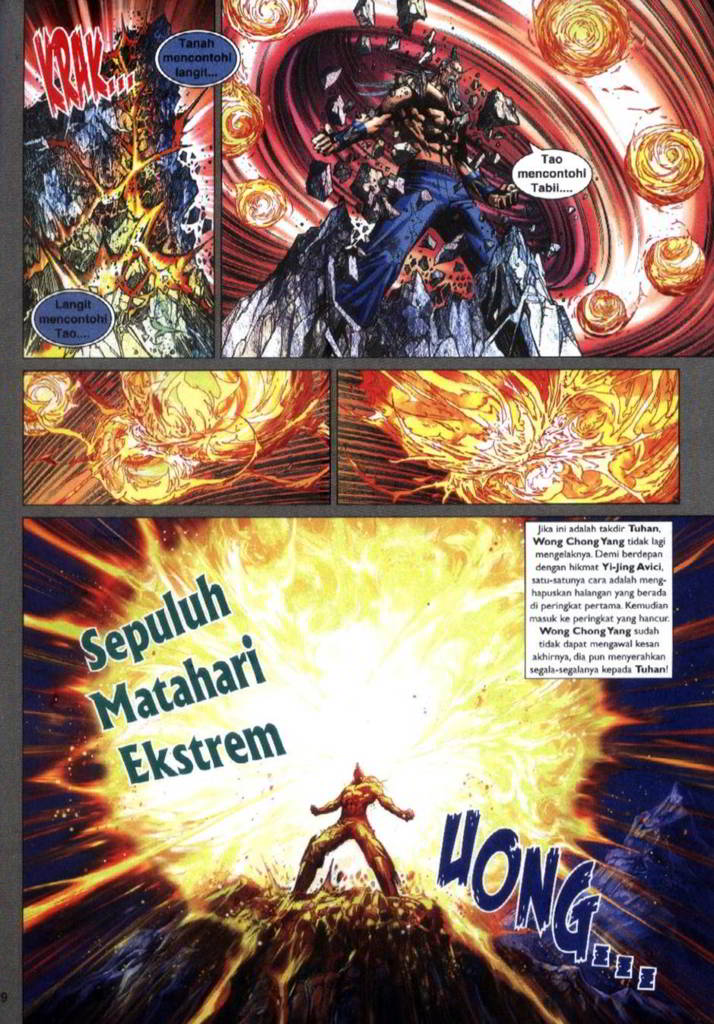 KRAK...
Tanah
mencontohi
langit...
Langit
mencontohi
Tao....
Tao
mencontohi
Tabii....
Jika ini adalah takdir Tuhan,
Wong Chong Yang tidak lagi
mengelaknya. Demi berdepan
dengan hikmat Yi-Jing Avici,
satu-satunya cara adalah meng-
hapuskan halangan yang berada
di peringkat pertama. Kemudian
masuk ke peringkat yang hancur.
Wong Chong Yang sudah
tidak dapat mengawal kesan
akhirnya, dia pun menyerahkan
segala-segalanya kepada Tuhan!
Sepuluh
Matahari
Ekstrem
UONG...
9